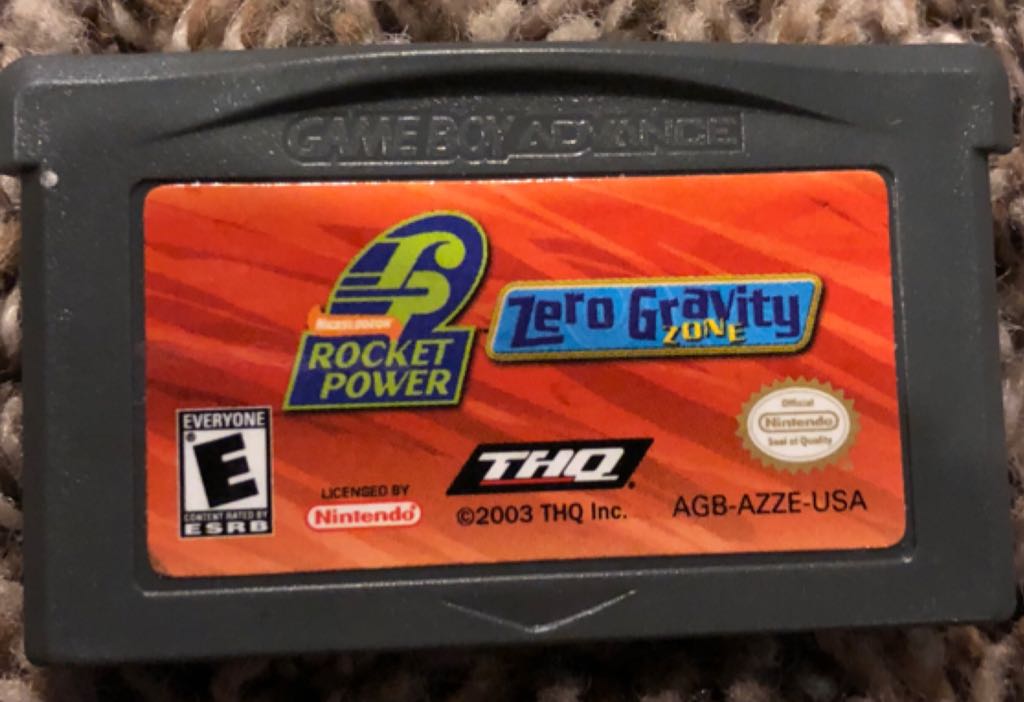 GAME BOY ADVANCE
NICKELODEON
ROCKET
POWER
Zero Gravity
ZONE
EVERYONE
E
CONTENT RATED BY
ESRB
LICENSED BY
Nintendo
THQ
©2003 THQ Inc.
Official
Nintendo
Seal of Quality
AGB-AZZE-USA